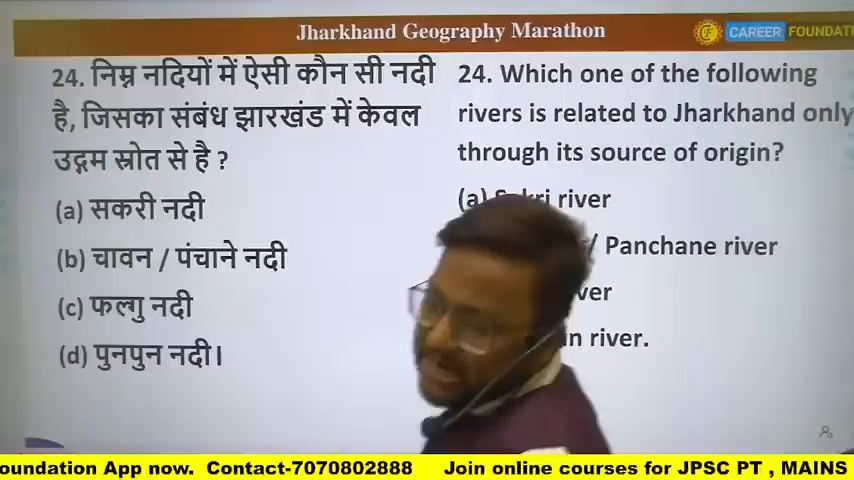 Jharkhand Geography Marathon
CAREER FOUNDATI
24. निम्न नदियों में ऐसी कौन सी नदी
है, जिसका संबंध झारखंड में केवल
उद्गम स्रोत से है ?
(a) सकरी नदी
(b) चावन / पंचाने नदी
(c) फल्गु नदी
(d) पुनपुन नदी।
24. Which one of the following
rivers is related to Jharkhand only
through its source of origin?
(a) river
/ Panchane river
ver
river.
oundation App now. Contact-7070802888 Join online courses for JPSC PT , MAINS